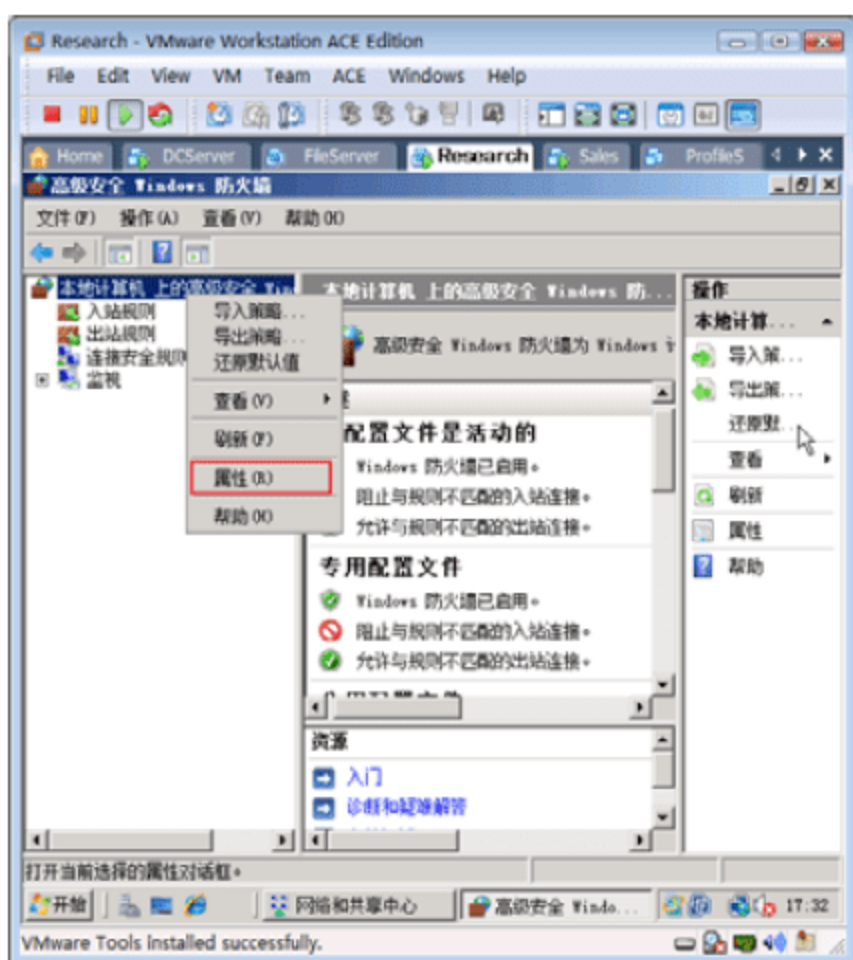 Research - VMware Workstation ACE Edition
File Edit View VM Team ACE Windows Help
Home DCServer FileServer Research Sales ProfileS
高级安全 Windows 防火墙
文件(F) 操作(A) 查看(V) 帮助(H)
本地计算机 上的高级安全 Win
入站规则
出站规则
连接安全规则
监视
导入策略...
导出策略...
还原默认值
查看(V)
刷新(F)
属性(R)
帮助(H)
本地计算机 上的高级安全 Windows 防...
高级安全 Windows 防火墙为 Windows
配置文件是活动的
Windows 防火墙已启用。
阻止与规则不匹配的入站连接。
允许与规则不匹配的出站连接。
专用配置文件
Windows 防火墙已启用。
阻止与规则不匹配的入站连接。
允许与规则不匹配的出站连接。
资源
入门
诊断和疑难解答
操作
本地计算...
导入策...
导出策...
还原默...
查看
刷新
属性
帮助
打开当前选择的属性对话框。
开始 网络和共享中心 高级安全 Windo... 17:32
VMware Tools installed successfully.